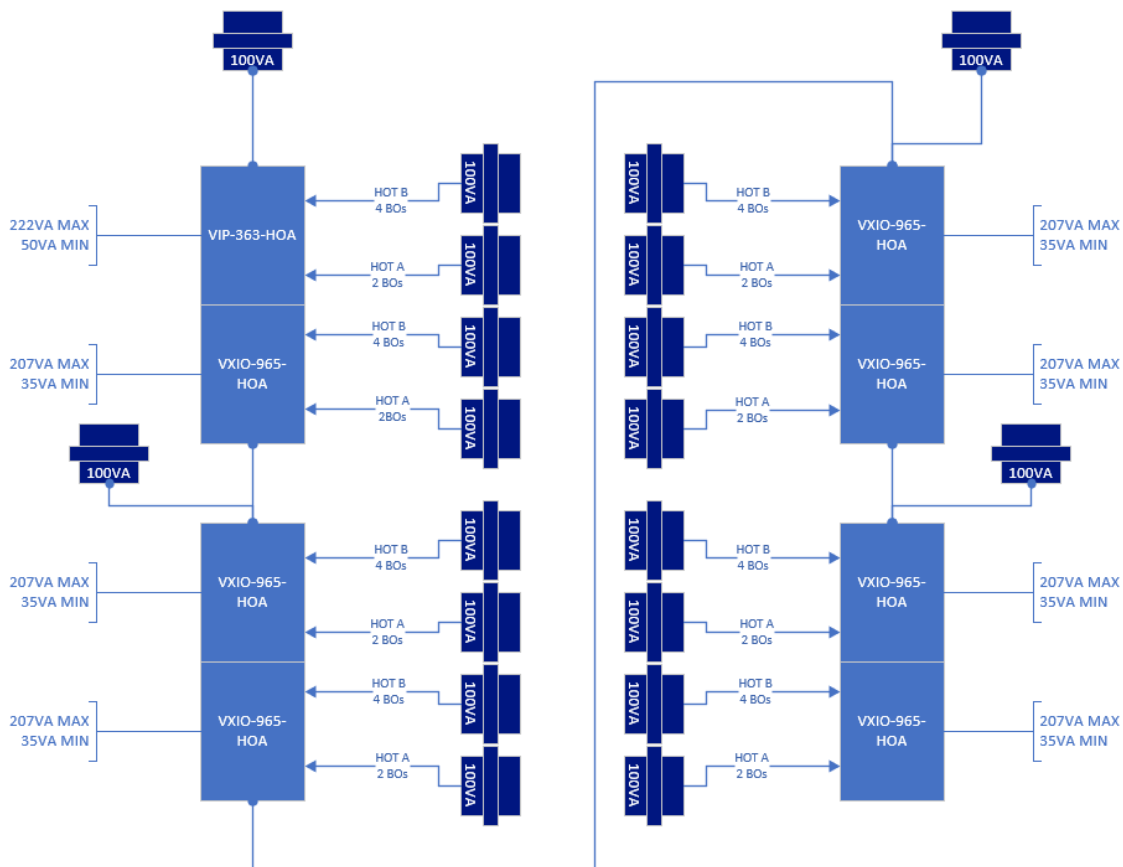 100VA
100VA
222VA MAX
50VA MIN
VIP-363-HOA
HOT B
4 BOs
100VA
HOT A
2 BOs
100VA
207VA MAX
35VA MIN
VXIO-965-
HOA
HOT B
4 BOs
100VA
HOT A
2BOs
100VA
100VA
207VA MAX
35VA MIN
VXIO-965-
HOA
HOT B
4 BOs
100VA
HOT A
2 BOs
100VA
207VA MAX
35VA MIN
VXIO-965-
HOA
HOT B
4 BOs
100VA
HOT A
2 BOs
100VA
100VA
HOT B
4 BOs
100VA
HOT A
2 BOs
VXIO-965-
HOA
207VA MAX
35VA MIN
100VA
HOT B
4 BOs
100VA
HOT A
2 BOs
VXIO-965-
HOA
207VA MAX
35VA MIN
100VA
100VA
HOT B
4 BOs
100VA
HOT A
2 BOs
VXIO-965-
HOA
207VA MAX
35VA MIN
100VA
HOT B
4 BOs
100VA
HOT A
2 BOs
VXIO-965-
HOA
207VA MAX
35VA MIN